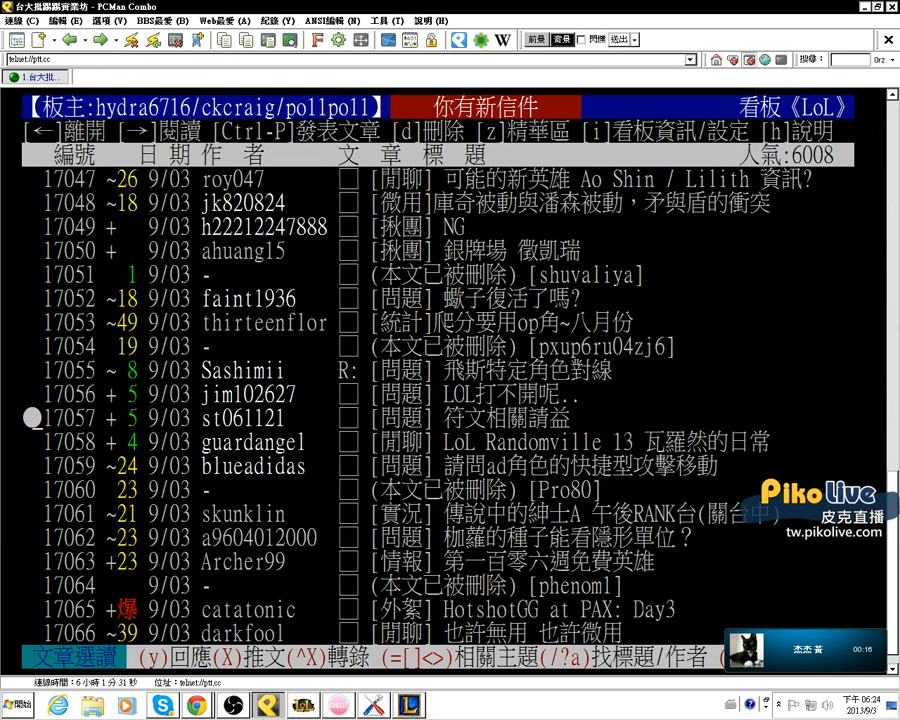 台大批踢踢實業坊 - PCMan Combo
連線 (C) 編輯 (E) 選項 (V) BBS最愛 (B) Web最愛 (A) 紀錄 (Y) ANSI編輯 (N) 工具 (T) 說明 (H)
前景 背景 閃爍 送出
telnet://ptt.cc 搜尋： Orz
1.台大批...
【板主:hydra6716/ckcraig/pollpoll】 你有新信件 看板《LoL》
[←]離開 [→]閱讀 [Ctrl-P]發表文章 [d]刪除 [z]精華區 [i]看板資訊/設定 [h]說明
編號 日 期 作 者 文 章 標 題 人氣:6008
17047 ~26 9/03 roy047 □ [閒聊] 可能的新英雄 Ao Shin / Lilith 資訊?
17048 ~18 9/03 jk820824 □ [微用]庫奇被動與潘森被動，矛與盾的衝突
17049 + 9/03 h22212247888 □ [揪團] NG
17050 + 9/03 ahuang15 □ [揪團] 銀牌場 徵凱瑞
17051 1 9/03 - □ (本文已被刪除) [shuvaliya]
17052 ~18 9/03 faint1936 □ [問題] 蠍子復活了嗎?
17053 ~49 9/03 thirteenflor □ [統計]爬分要用op角~八月份
17054 19 9/03 - □ (本文已被刪除) [pxup6ru04zj6]
17055 ~ 8 9/03 Sashimii R: [問題] 飛斯特定角色對線
17056 + 5 9/03 jim102627 □ [問題] LOL打不開呢..
●17057 + 5 9/03 st061121 □ [問題] 符文相關請益
17058 + 4 9/03 guardangel □ [閒聊] LoL Randomville 13 瓦羅然的日常
17059 ~24 9/03 blueadidas □ [問題] 請問ad角色的快捷型攻擊移動
17060 23 9/03 - □ (本文已被刪除) [Pro80]
17061 ~21 9/03 skunklin □ [實況] 傳說中的紳士A 午後RANK台(關台中)
17062 ~23 9/03 a9604012000 □ [問題] 枷羅的種子能看隱形單位？
17063 +23 9/03 Archer99 □ [情報] 第一百零六週免費英雄
17064 9/03 - □ (本文已被刪除) [phenom1]
17065 +爆 9/03 catatonic □ [外絮] HotshotGG at PAX: Day3
17066 ~39 9/03 darkfool □ [閒聊] 也許無用 也許微用
文章選讀 (y)回應(X)推文(^X)轉錄 (=[]<>)相關主題(/?a)找標題/作者 (
PikoLive
皮克直播
tw.pikolive.com
杰杰 黃 00:16
連線時間：6 小時 1 分 31 秒 位址：telnet://ptt.cc
開始
下午 06:24
2013/9/3